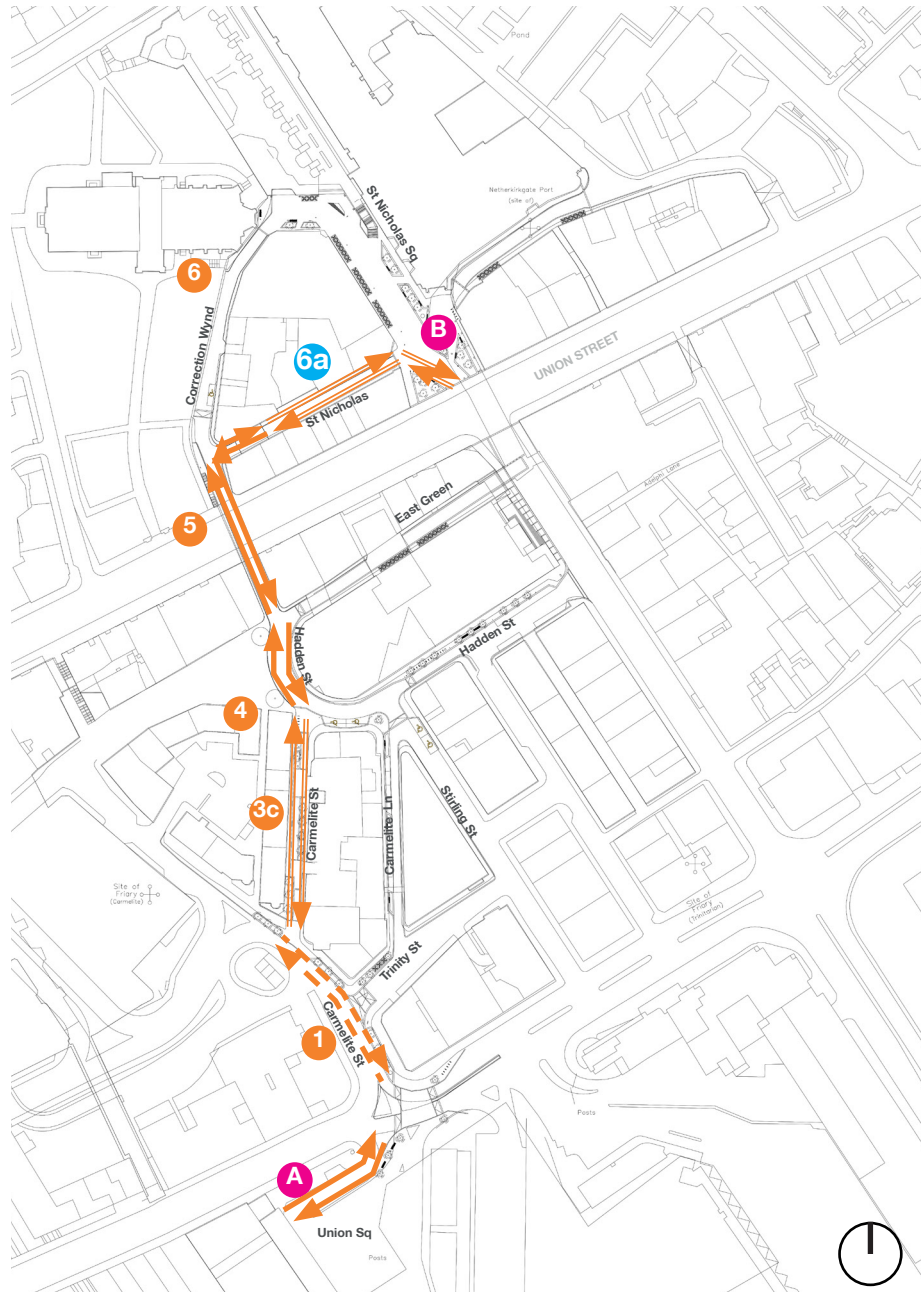 Pond
Netherkirkgate Port
(site of)
St Nicholas Sq
6
Correction Wynd
B
6a
UNION STREET
St Nicholas
Adelphi Lane
East Green
5
Hadden St
Hadden St
4
3c
Carmelite St
Carmelite Ln
Stirling St
Site of
Friary
(Carmelite)
Site of
Friary
(Trinitarian)
Trinity St
1
Carmelite St
Posts
A
Union Sq
Posts